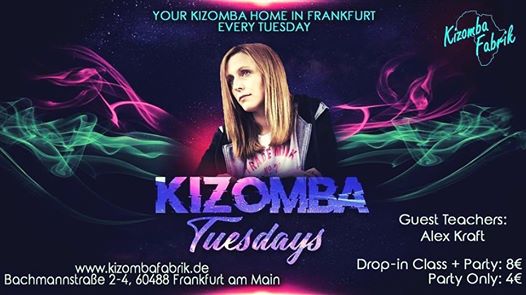 YOUR KIZOMBA HOME IN FRANKFURT
EVERY TUESDAY
Kizomba
Fabrik
KIZOMBA
Tuesdays
Guest Teachers:
Alex Kraft
Drop-in Class + Party: 8€
Party Only: 4€
www.kizombafabrik.de
Bachmannstraße 2-4, 60488 Frankfurt am Main